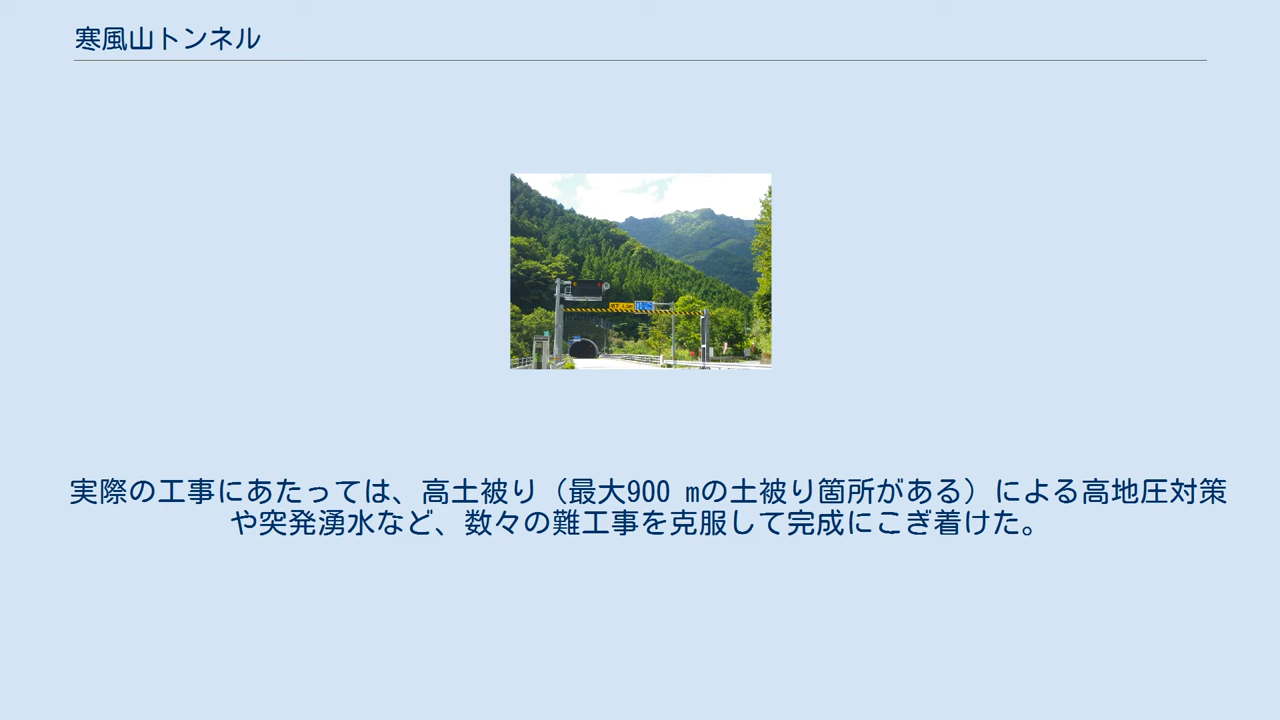 寒風山トンネル
実際の工事にあたっては、高土被り（最大900 mの土被り箇所がある）による高地圧対策
や突発湧水など、数々の難工事を克服して完成にこぎ着けた。